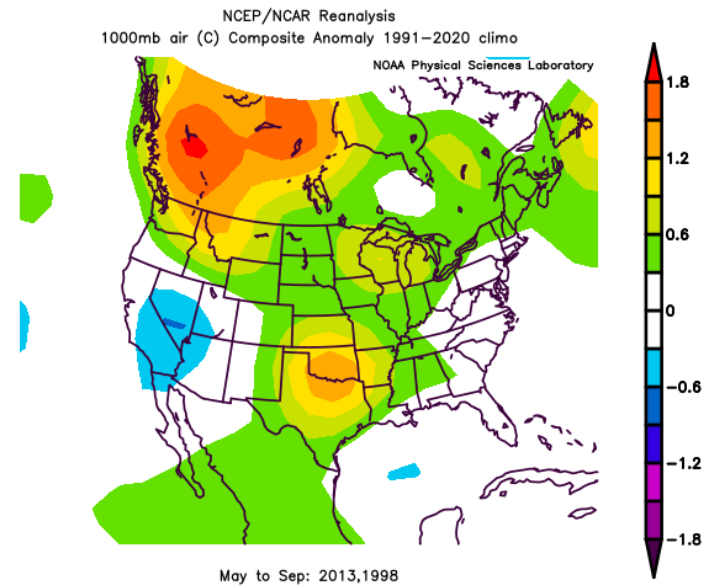 NCEP/NCAR Reanalysis
1000mb air (C) Composite Anomaly 1991-2020 climo
NOAA Physical Sciences Laboratory
1.8
1.2
0.6
0
-0.6
-1.2
-1.8
May to Sep: 2013,1998